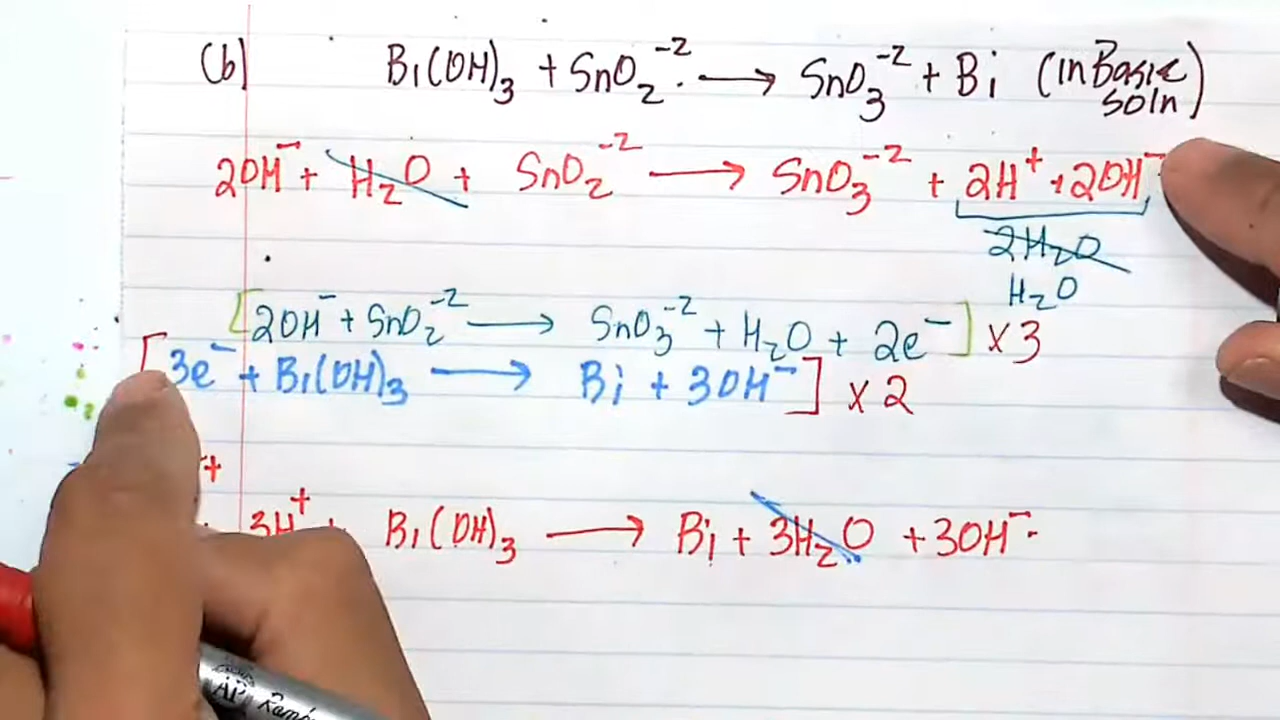 (b) Bi(OH)₃ + SnO₂⁻² ⟶ SnO₃⁻² + Bi (in Basic soln)
2OH⁻ + H₂O + SnO₂⁻² ⟶ SnO₃⁻² + 2H⁺ + 2OH⁻
2H₂O
H₂O
[2OH⁻ + SnO₂⁻² ⟶ SnO₃⁻² + H₂O + 2e⁻] x 3
[3e⁻ + Bi(OH)₃ ⟶ Bi + 3OH⁻] x 2
+
3H⁺ + Bi(OH)₃ ⟶ Bi + 3H₂O + 3OH⁻
AP